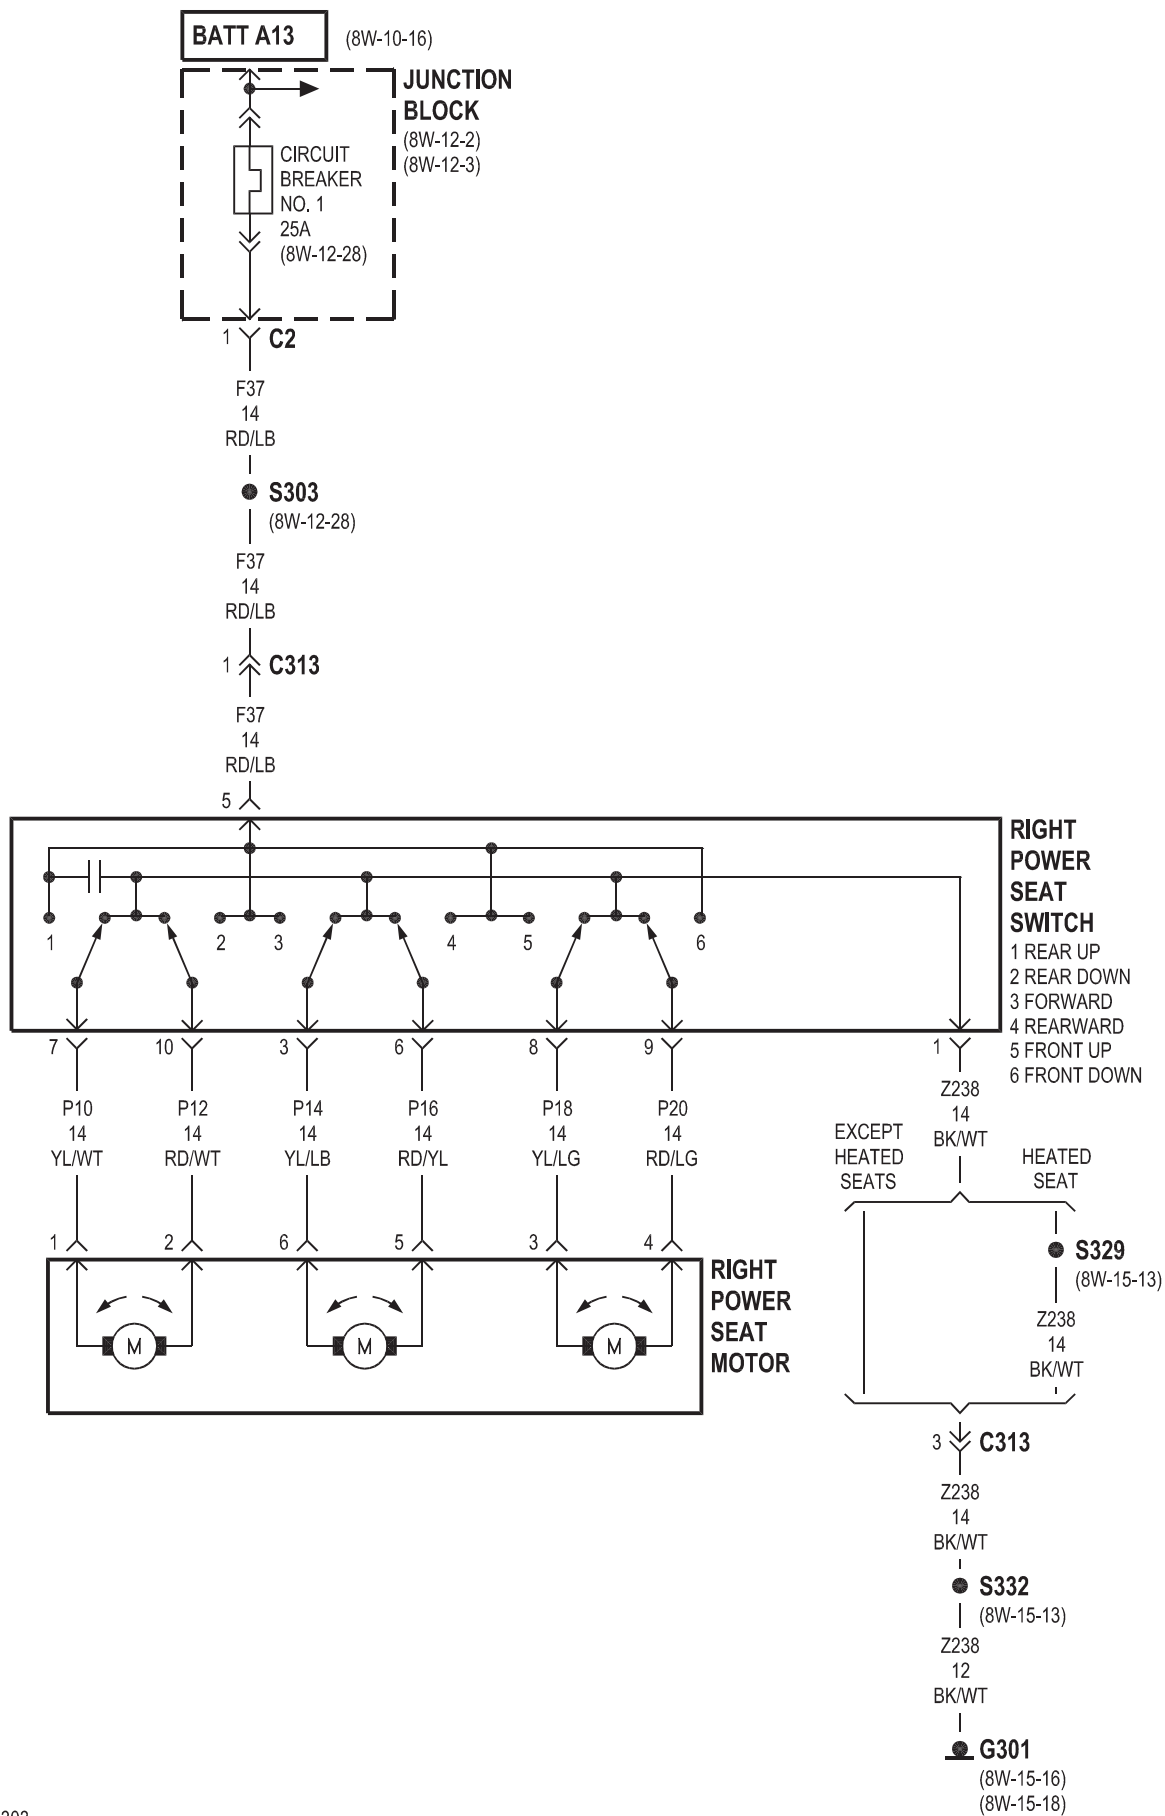 BATT A13
(8W-10-16)
JUNCTION
BLOCK
(8W-12-2)
(8W-12-3)
CIRCUIT
BREAKER
NO. 1
25A
(8W-12-28)
1 C2
F37
14
RD/LB
S303
(8W-12-28)
F37
14
RD/LB
1 C313
F37
14
RD/LB
5
RIGHT
POWER
SEAT
SWITCH
1 REAR UP
2 REAR DOWN
3 FORWARD
4 REARWARD
5 FRONT UP
6 FRONT DOWN
1 2 3 4 5 6
7 10 3 6 8 9 1
P10 P12 P14 P16 P18 P20
14 14 14 14 14 14
YL/WT RD/WT YL/LB RD/YL YL/LG RD/LG
Z238
14
BK/WT
EXCEPT
HEATED
SEATS
HEATED
SEAT
1 2 6 5 3 4
M M M
RIGHT
POWER
SEAT
MOTOR
S329
(8W-15-13)
Z238
14
BK/WT
3 C313
Z238
14
BK/WT
S332
(8W-15-13)
Z238
12
BK/WT
G301
(8W-15-16)
(8W-15-18)